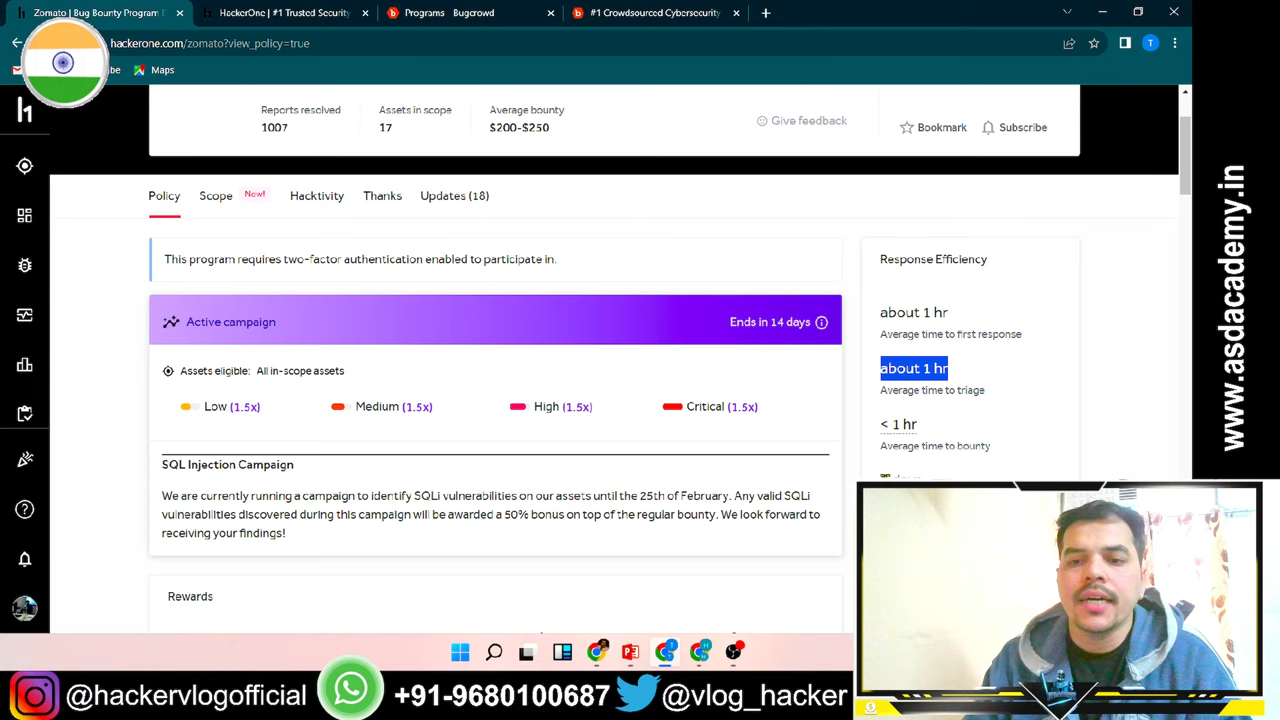 Zomato | Bug Bounty Program P
HackerOne | #1 Trusted Security
Programs - Bugcrowd
#1 Crowdsourced Cybersecurity
hackerone.com/zomato?view_policy=true
T
be
Maps
h1
Reports resolved
1007
Assets in scope
17
Average bounty
$200-$250
Give feedback
Bookmark
Subscribe
Policy
Scope
New!
Hacktivity
Thanks
Updates (18)
This program requires two-factor authentication enabled to participate in.
Active campaign
Ends in 14 days
Assets eligible: All in-scope assets
Low (1.5x)
Medium (1.5x)
High (1.5x)
Critical (1.5x)
SQL Injection Campaign
We are currently running a campaign to identify SQLi vulnerabilities on our assets until the 25th of February. Any valid SQLi
vulnerabilities discovered during this campaign will be awarded a 50% bonus on top of the regular bounty. We look forward to
receiving your findings!
Rewards
Response Efficiency
about 1 hr
Average time to first response
about 1 hr
Average time to triage
< 1 hr
Average time to bounty
www.asdacademy.in
@hackervlogofficial
+91-9680100687
@vlog_hacker